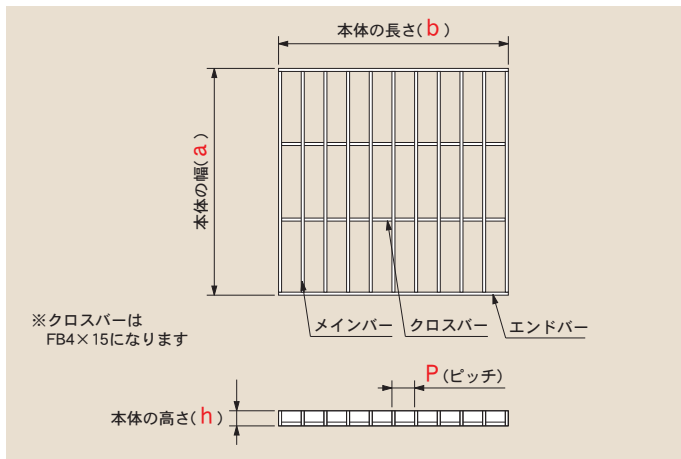 本体の長さ(b)
本体の幅(a)
※クロスバーは
FB4×15になります
メインバー
クロスバー
エンドバー
P(ピッチ)
本体の高さ(h)